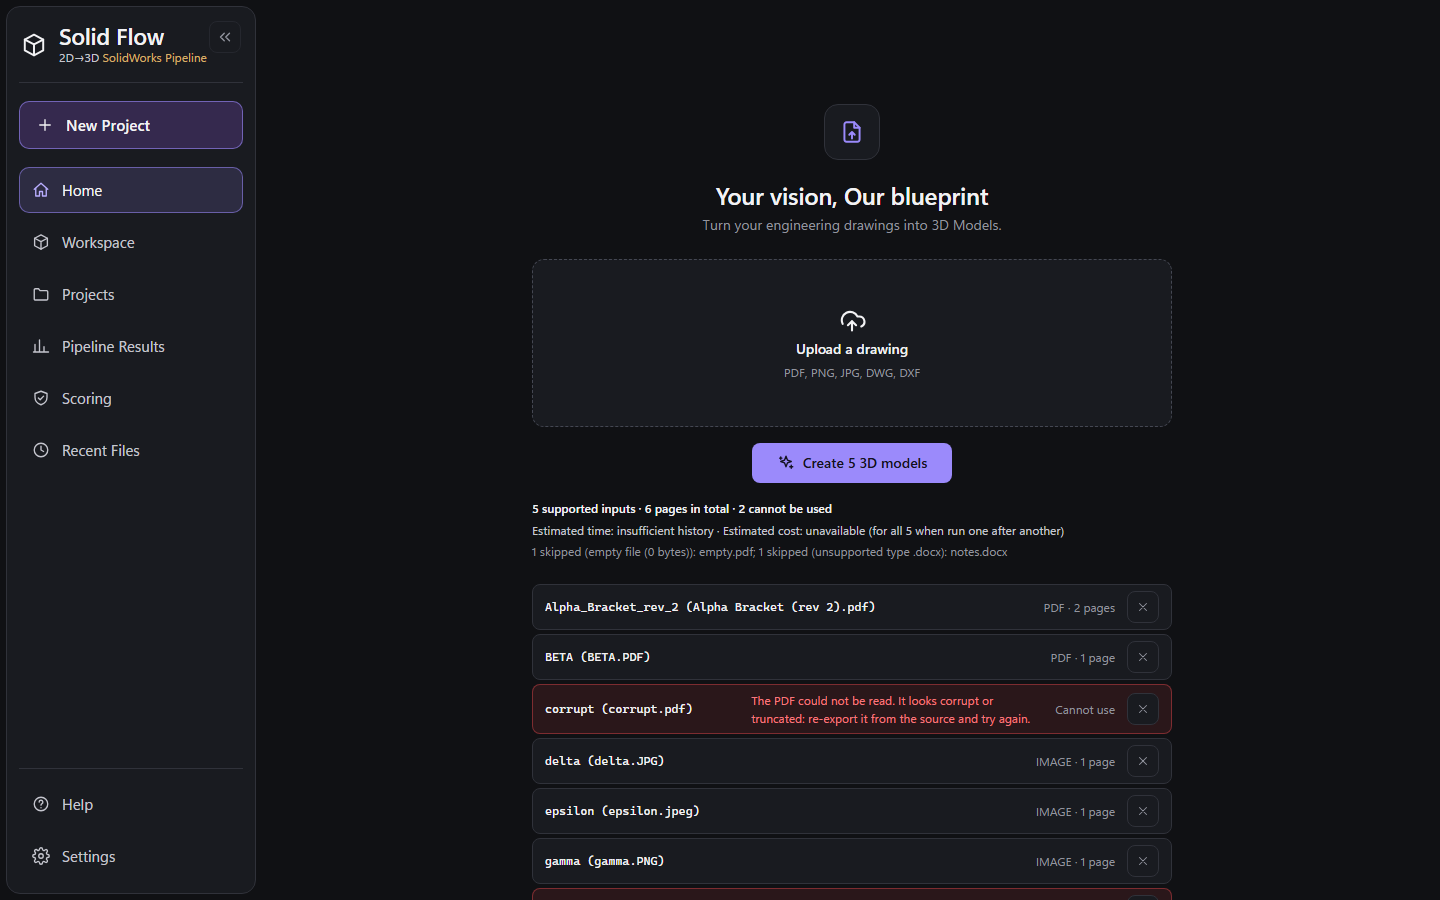 Solid Flow
2D→3D SolidWorks Pipeline
New Project
Home
Workspace
Projects
Pipeline Results
Scoring
Recent Files
Help
Settings
Your vision, Our blueprint
Turn your engineering drawings into 3D Models.
Upload a drawing
PDF, PNG, JPG, DWG, DXF
Create 5 3D models
5 supported inputs · 6 pages in total · 2 cannot be used
Estimated time: insufficient history · Estimated cost: unavailable (for all 5 when run one after another)
1 skipped (empty file (0 bytes)): empty.pdf; 1 skipped (unsupported type .docx): notes.docx
Alpha_Bracket_rev_2 (Alpha Bracket (rev 2).pdf) PDF · 2 pages
BETA (BETA.PDF) PDF · 1 page
corrupt (corrupt.pdf) The PDF could not be read. It looks corrupt or
truncated: re-export it from the source and try again. Cannot use
delta (delta.JPG) IMAGE · 1 page
epsilon (epsilon.jpeg) IMAGE · 1 page
gamma (gamma.PNG) IMAGE · 1 page